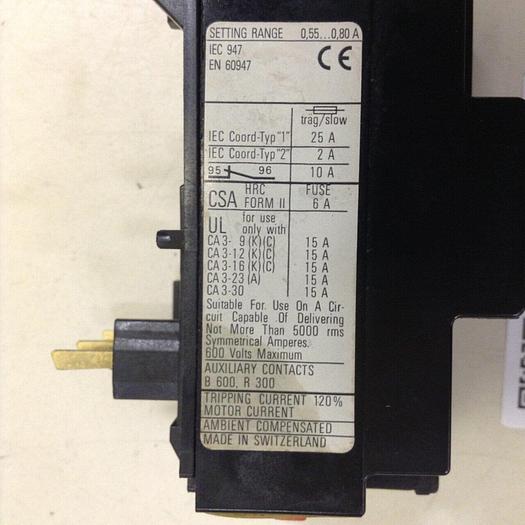 SETTING RANGE 0,55...0,80 A
IEC 947
EN 60947
CE
trag/slow
IEC Coord-Typ"1" 25 A
IEC Coord-Typ"2" 2 A
95 96 10 A
CSA HRC FORM II FUSE 6 A
UL for use only with
CA 3- 9 (K) (C) 15 A
CA 3-12 (K) (C) 15 A
CA 3-16 (K) (C) 15 A
CA 3-23 (A) 15 A
CA 3-30 15 A
Suitable For Use On A Cir-
cuit Capable Of Delivering
Not More Than 5000 rms
Symmetrical Amperes.
600 Volts Maximum
AUXILIARY CONTACTS
B 600, R 300
TRIPPING CURRENT 120%
MOTOR CURRENT
AMBIENT COMPENSATED
MADE IN SWITZERLAND